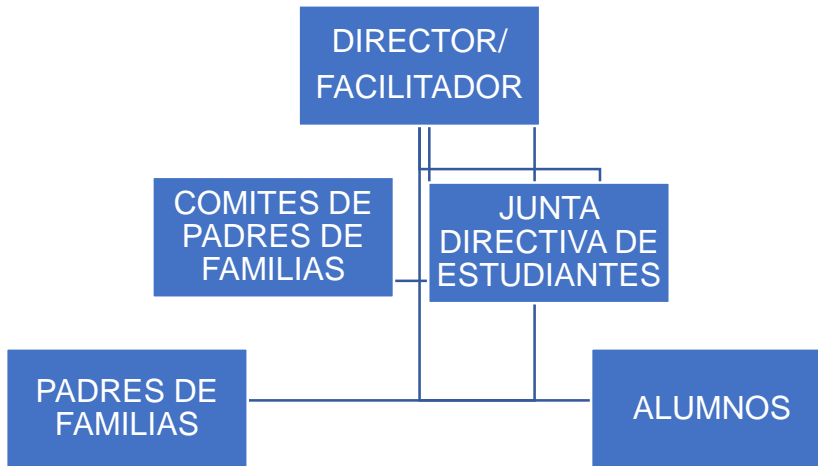 DIRECTOR/
FACILITADOR
COMITES DE
PADRES DE
FAMILIAS
JUNTA
DIRECTIVA DE
ESTUDIANTES
PADRES DE
FAMILIAS
ALUMNOS